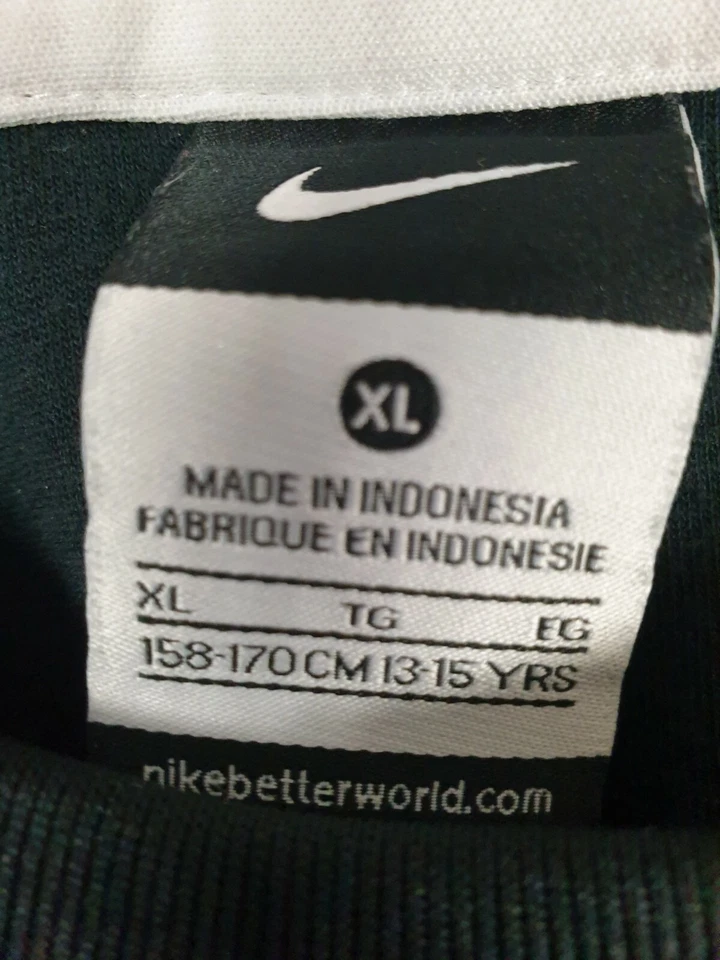 XL
MADE IN INDONESIA
FABRIQUE EN INDONESIE
XL TG EG
158-170 CM 13-15 YRS
nikebetterworld.com